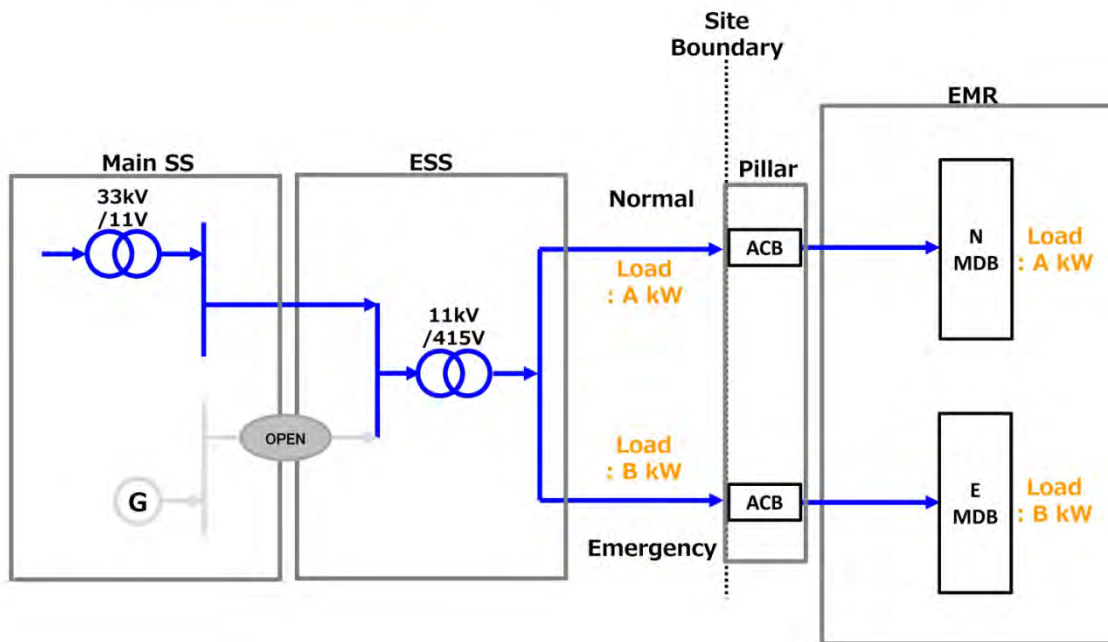 Site
Boundary
EMR
Main SS
ESS
Pillar
33kV
/11V
Normal
ACB
N
MDB
Load
: A kW
Load
: A kW
11kV
/415V
OPEN
G
Load
: B kW
ACB
E
MDB
Load
: B kW
Emergency